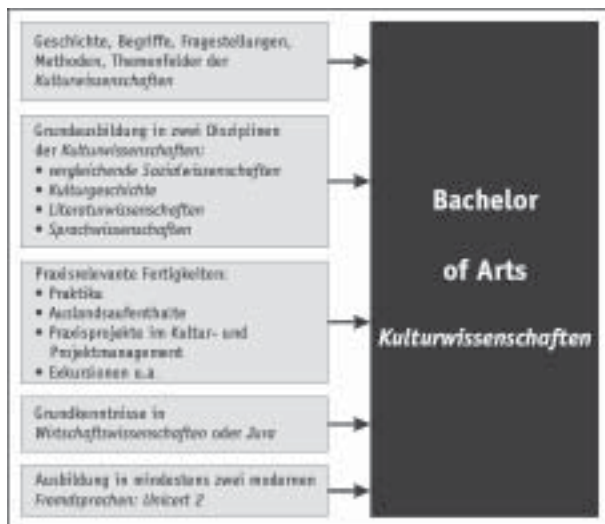 Geschichte, Begriffe, Fragestellungen,
Methoden, Themenfelder der
Kulturwissenschaften
Grundausbildung in zwei Disziplinen
der Kulturwissenschaften:
• vergleichende Sozialwissenschaften
• Kulturgeschichte
• Literaturwissenschaften
• Sprachwissenschaften
Praxisrelevante Fertigkeiten:
• Praktika
• Auslandsaufenthalte
• Praxisprojekte im Kultur- und
Projektmanagement
• Exkursionen u.a
Grundkenntnisse in
Wirtschaftswissenschaften oder Jura
Ausbildung in mindestens zwei modernen
Fremdsprachen: Unicert 2
Bachelor
of Arts
Kulturwissenschaften